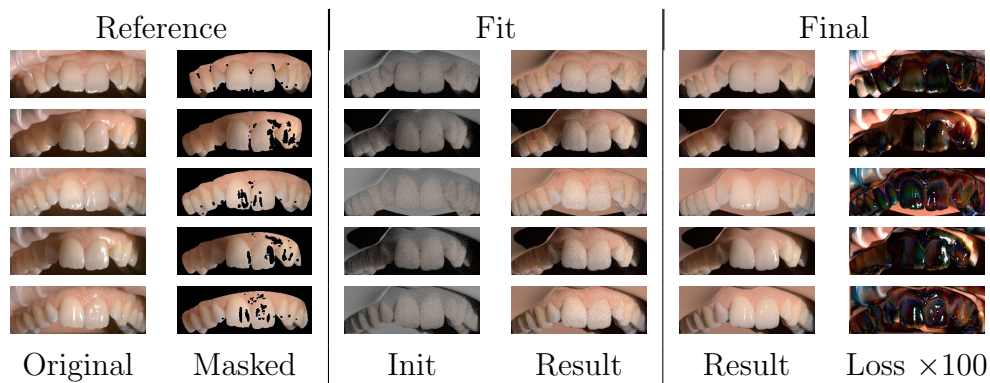 Reference Fit Final
Original Masked Init Result Result Loss ×100